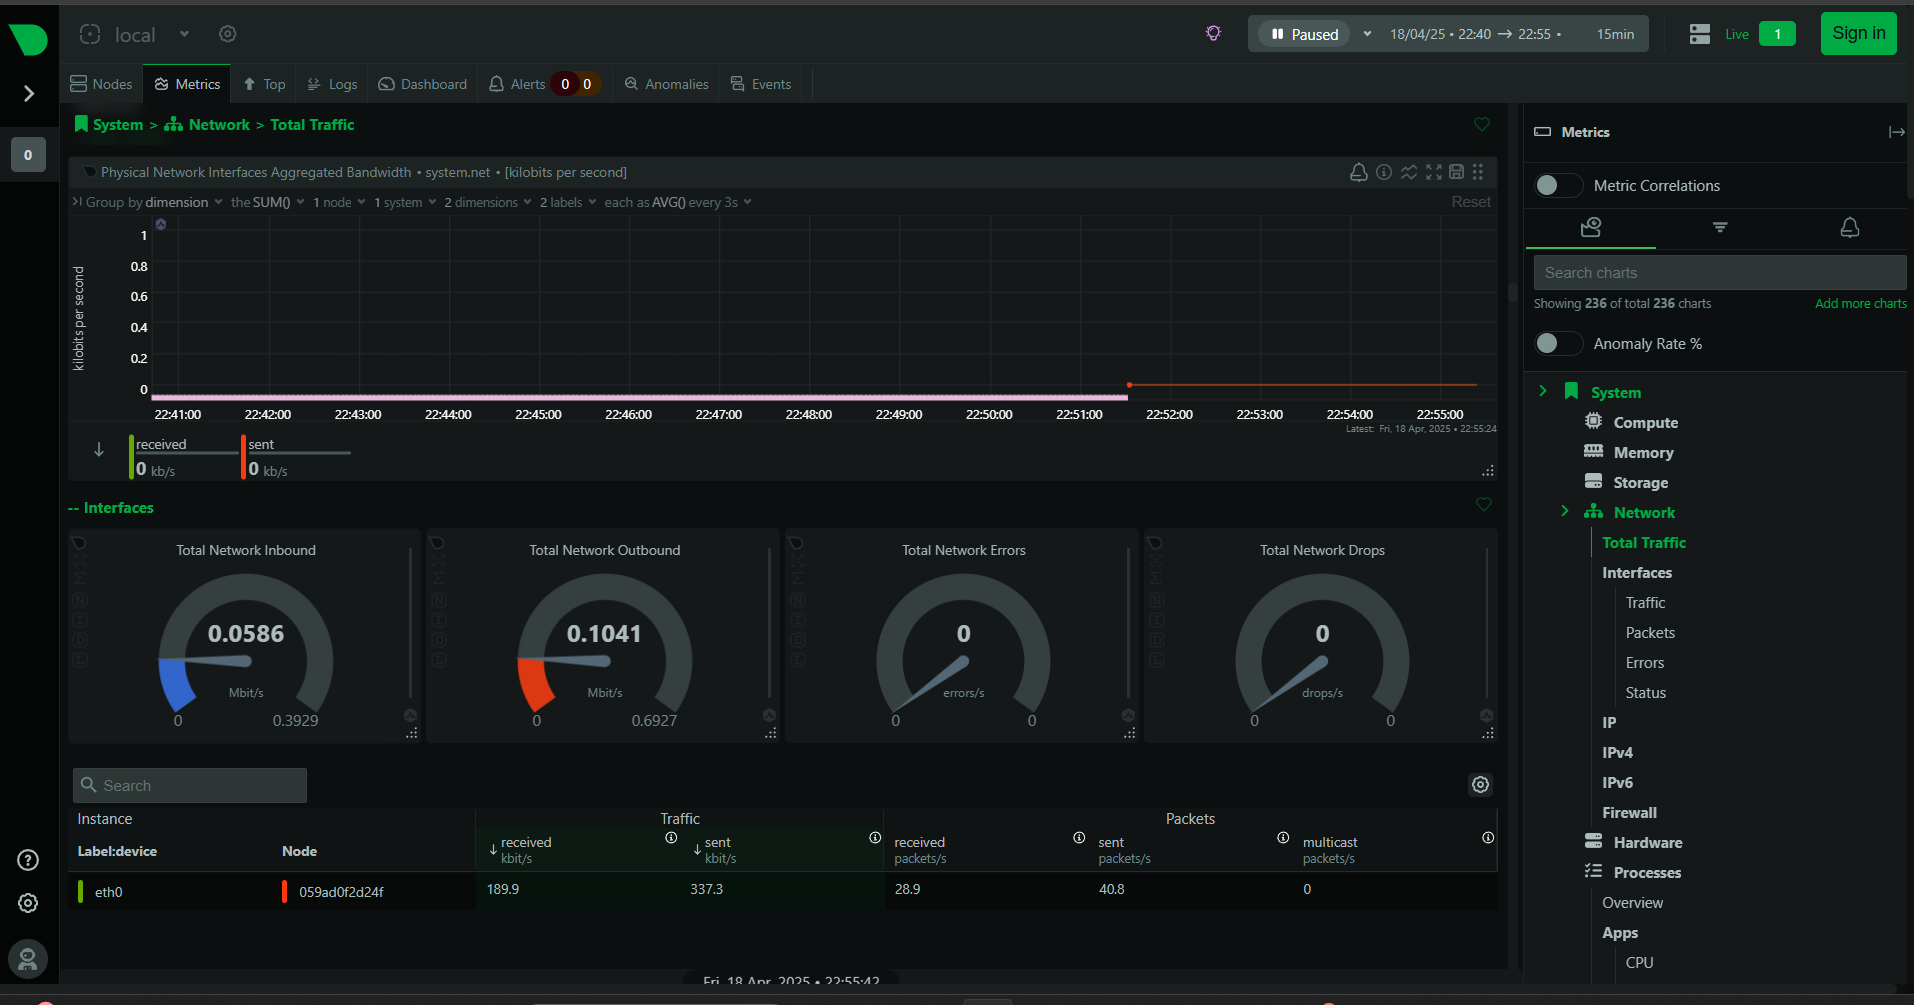 local
Paused
18/04/25 • 22:40 → 22:55 •
15min
Live
1
Sign in
Nodes
Metrics
Top
Logs
Dashboard
Alerts 0 0
Anomalies
Events
0
System > Network > Total Traffic
Physical Network Interfaces Aggregated Bandwidth • system.net • [kilobits per second]
Group by dimension the SUM() 1 node 1 system 2 dimensions 2 labels each as AVG() every 3s
Reset
kilobits per second
1
0.8
0.6
0.4
0.2
0
22:41:00 22:42:00 22:43:00 22:44:00 22:45:00 22:46:00 22:47:00 22:48:00 22:49:00 22:50:00 22:51:00 22:52:00 22:53:00 22:54:00 22:55:00
Latest: Fri, 18 Apr, 2025 • 22:55:24
received
0 kb/s
sent
0 kb/s
-- Interfaces
Total Network Inbound
0.0586
Mbit/s
0 0.3929
Total Network Outbound
0.1041
Mbit/s
0 0.6927
Total Network Errors
0
errors/s
0 0
Total Network Drops
0
drops/s
0 0
N
I
D
L
N
I
D
L
N
I
D
L
N
I
D
L
Search
Instance Traffic Packets
Label:device
Node
received
kbit/s
sent
kbit/s
received
packets/s
sent
packets/s
multicast
packets/s
eth0 059ad0f2d24f 189.9 337.3 28.9 40.8 0
Fri, 18 Apr, 2025 • 22:55:42
Metrics
Metric Correlations
Search charts
Showing 236 of total 236 charts
Add more charts
Anomaly Rate %
System
Compute
Memory
Storage
Network
Total Traffic
Interfaces
Traffic
Packets
Errors
Status
IP
IPv4
IPv6
Firewall
Hardware
Processes
Overview
Apps
CPU